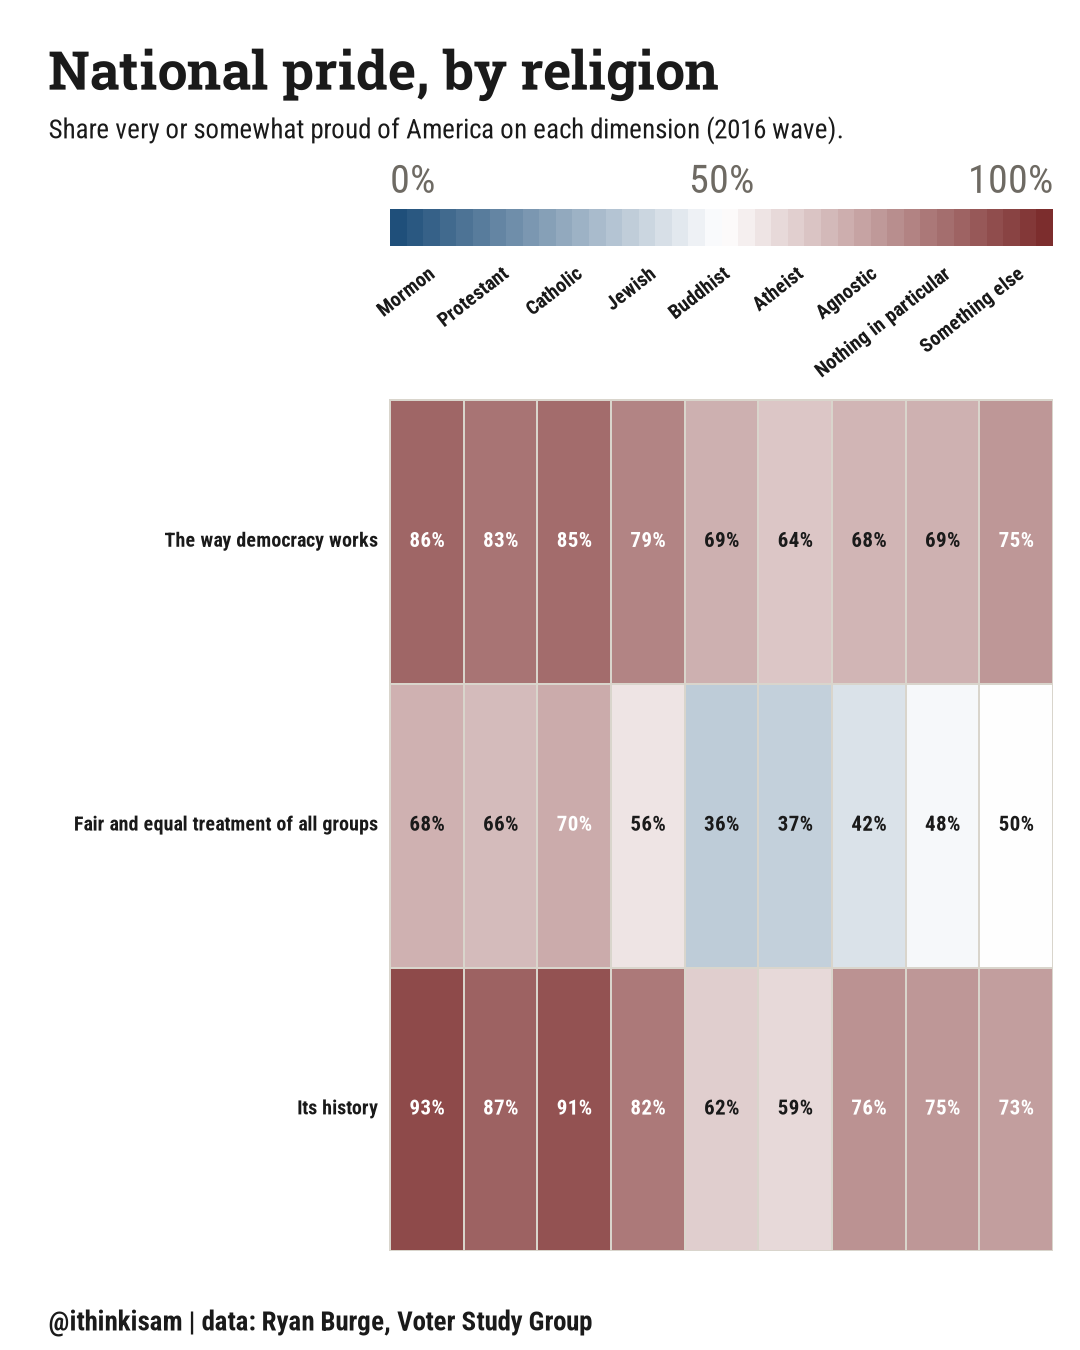 National pride, by religion
Share very or somewhat proud of America on each dimension (2016 wave).
0% 50% 100%
Mormon
Protestant
Catholic
Jewish
Buddhist
Atheist
Agnostic
Nothing in particular
Something else
The way democracy works 86% 83% 85% 79% 69% 64% 68% 69% 75%
Fair and equal treatment of all groups 68% 66% 70% 56% 36% 37% 42% 48% 50%
Its history 93% 87% 91% 82% 62% 59% 76% 75% 73%
@ithinkisam | data: Ryan Burge, Voter Study Group